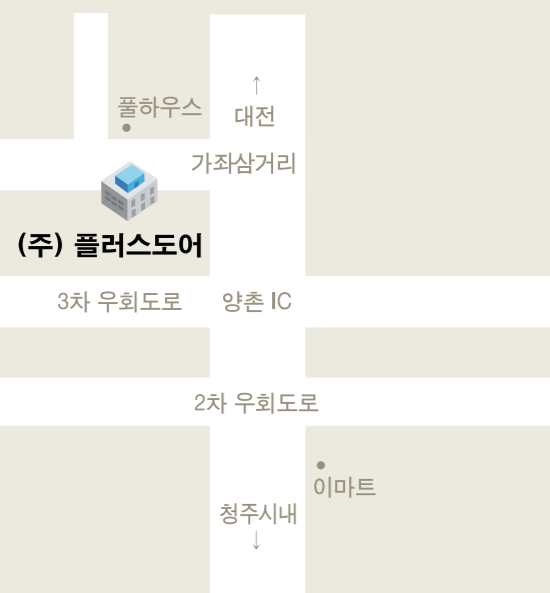 ↑
대전
풀하우스
가좌삼거리
(주) 플러스도어
3차 우회도로
양촌 IC
2차 우회도로
이마트
청주시내
↓